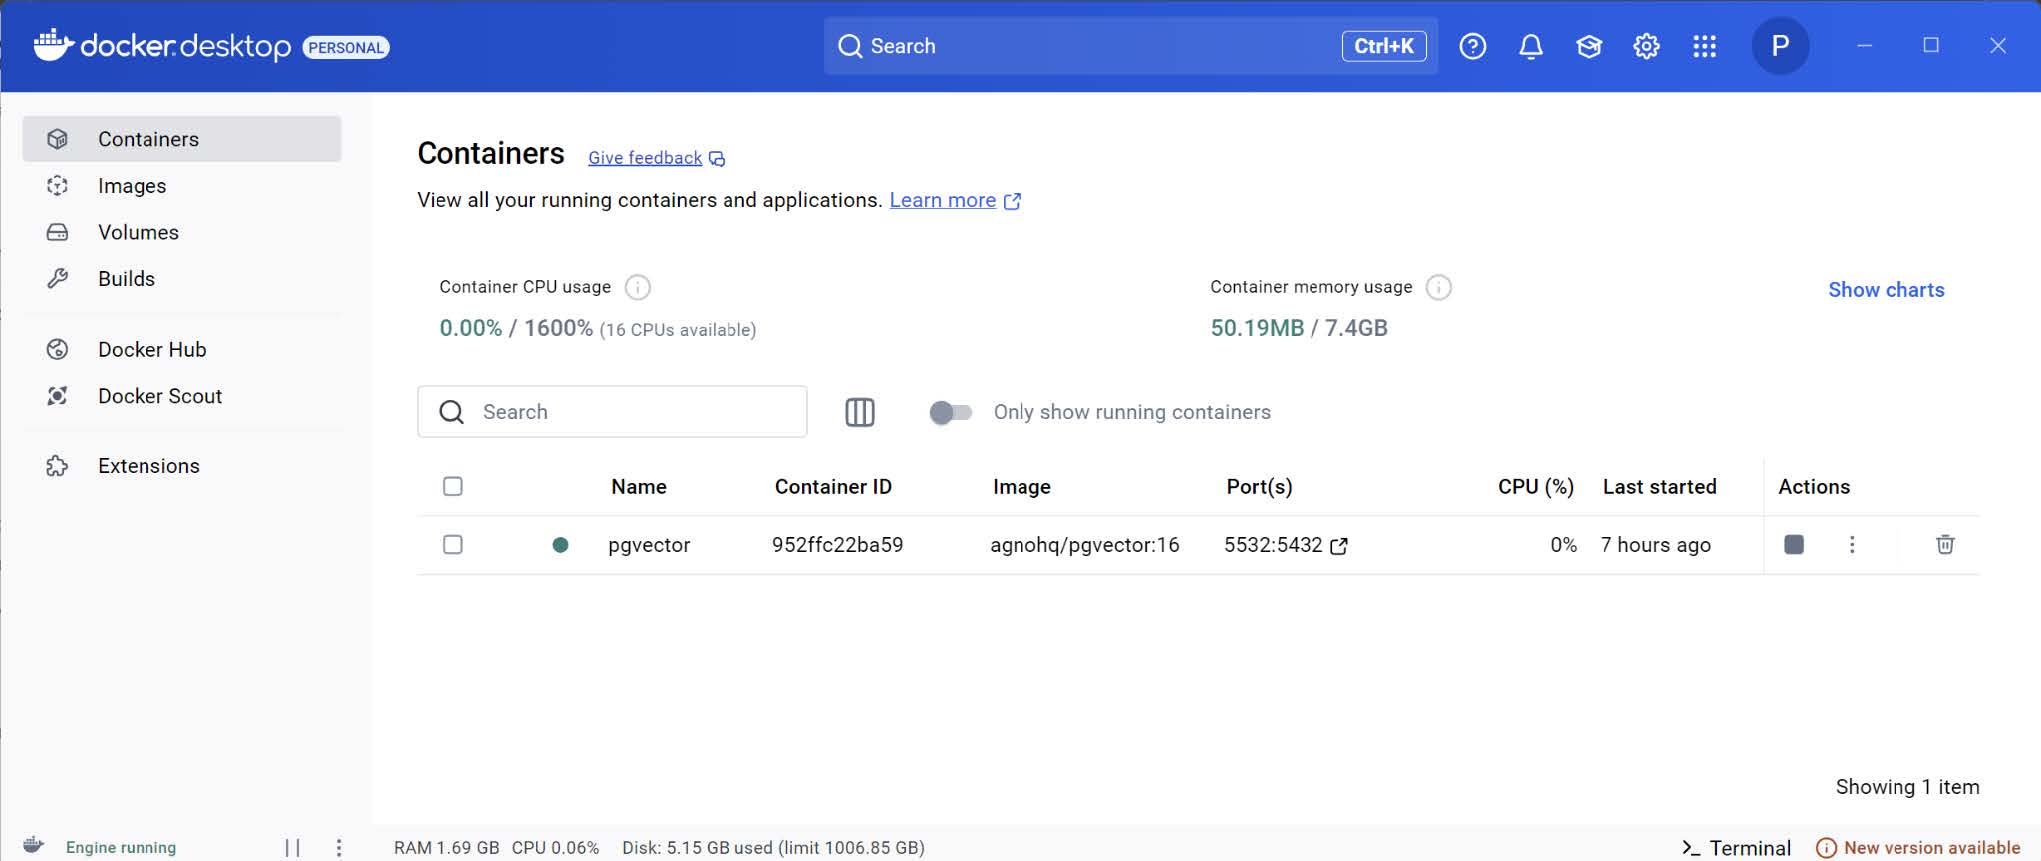 docker.desktop PERSONAL Search Ctrl+K P
Containers
Images
Volumes
Builds
Docker Hub
Docker Scout
Extensions
Containers Give feedback
View all your running containers and applications. Learn more
Container CPU usage
0.00% / 1600% (16 CPUs available)
Container memory usage
50.19MB / 7.4GB
Show charts
Search Only show running containers
Name Container ID Image Port(s) CPU (%) Last started Actions
pgvector 952ffc22ba59 agnohq/pgvector:16 5532:5432 0% 7 hours ago
Showing 1 item
Engine running RAM 1.69 GB CPU 0.06% Disk: 5.15 GB used (limit 1006.85 GB) Terminal New version available